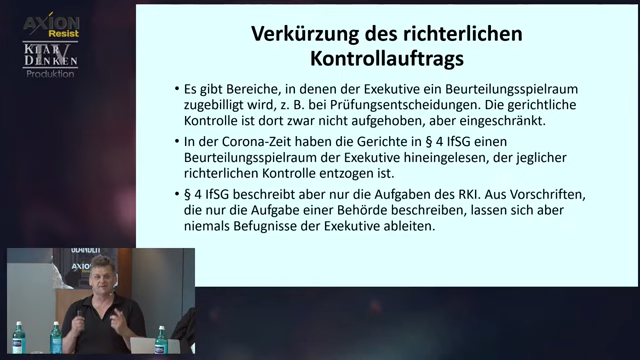 AXION
Resist
KLAR
DENKEN
TV
Produktion
Verkürzung des richterlichen
Kontrollauftrags
• Es gibt Bereiche, in denen der Exekutive ein Beurteilungsspielraum
zugebilligt wird, z. B. bei Prüfungsentscheidungen. Die gerichtliche
Kontrolle ist dort zwar nicht aufgehoben, aber eingeschränkt.
• In der Corona-Zeit haben die Gerichte in § 4 IfSG einen
Beurteilungsspielraum der Exekutive hineingelesen, der jeglicher
richterlichen Kontrolle entzogen ist.
• § 4 IfSG beschreibt aber nur die Aufgaben des RKI. Aus Vorschriften,
die nur die Aufgabe einer Behörde beschreiben, lassen sich aber
niemals Befugnisse der Exekutive ableiten.
AXION